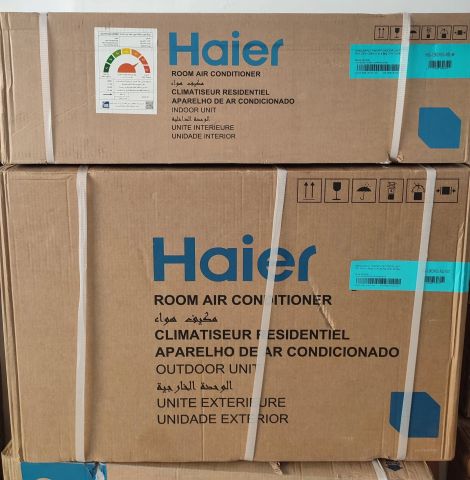 Haier
ROOM AIR CONDITIONER
مكيف هواء
CLIMATISEUR RESIDENTIEL
APARELHO DE AR CONDICIONADO
INDOOR UNIT
الوحدة الداخلية
UNITE INTERIEURE
UNIDADE INTERIOR
Haier
ROOM AIR CONDITIONER
مكيف هواء
CLIMATISEUR RESIDENTIEL
APARELHO DE AR CONDICIONADO
OUTDOOR UNIT
الوحدة الخارجية
UNITE EXTERIEURE
UNIDADE EXTERIOR